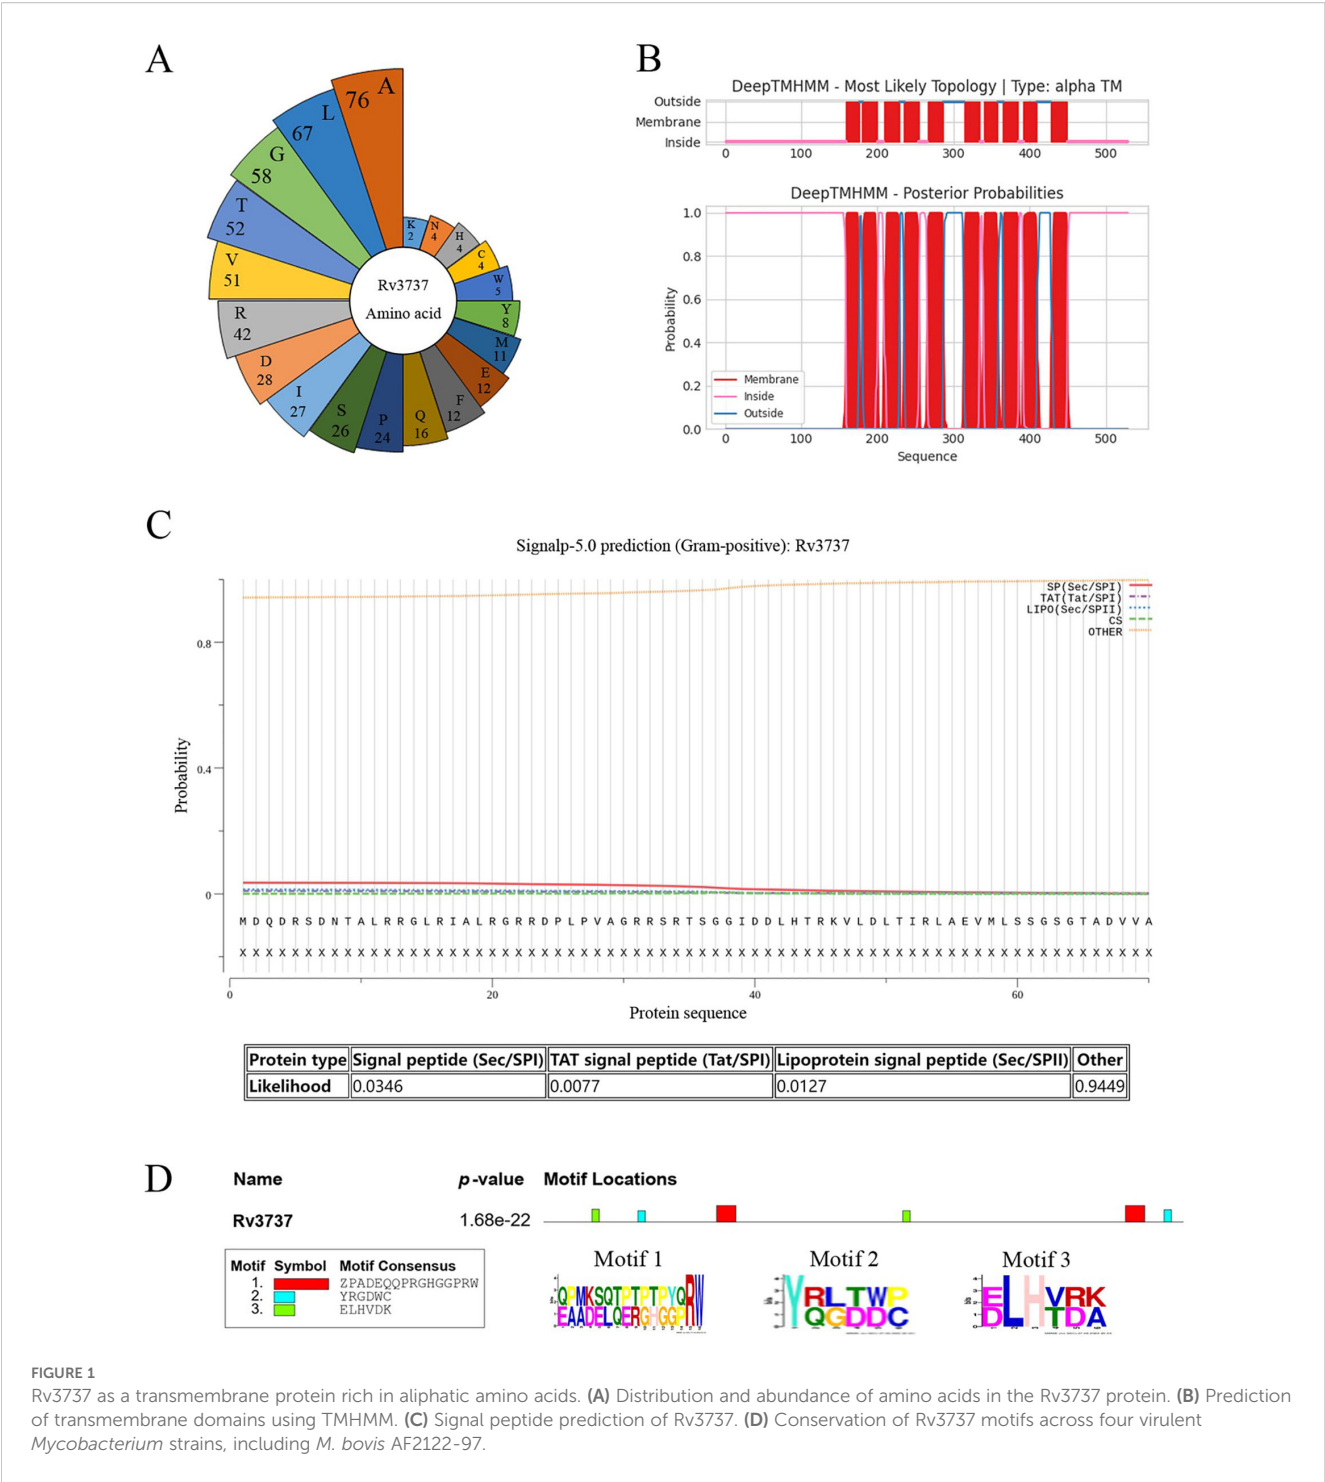 A
A
76
L
67
G
58
T
52
V
51
R
42
D
28
I
27
S
26
P
24
Q
16
F
12
E
12
M
11
Y
8
W
5
C
4
H
4
N
4
K
2
Rv3737
Amino acid
B
DeepTMHMM - Most Likely Topology | Type: alpha TM
Outside
Membrane
Inside
0 100 200 300 400 500
DeepTMHMM - Posterior Probabilities
1.0
0.8
0.6
0.4
0.2
0.0
Probability
Membrane
Inside
Outside
0 100 200 300 400 500
Sequence
C
Signalp-5.0 prediction (Gram-positive): Rv3737
SP(Sec/SPI)
TAT(Tat/SPI)
LIPO(Sec/SPII)
CS
OTHER
0.8
0.4
0
Probability
M D Q D R S D N T A L R R G L R I A L R G R R D P L P V A G R R S R T S G G I D D L H T R K V L D L T I R L A E V M L S S G S G T A D V V A
X X X X X X X X X X X X X X X X X X X X X X X X X X X X X X X X X X X X X X X X X X X X X X X X X X X X X X X X X X X X X X X X X X X X X X
0 20 40 60
Protein sequence
Protein type Signal peptide (Sec/SPI) TAT signal peptide (Tat/SPI) Lipoprotein signal peptide (Sec/SPII) Other
Likelihood 0.0346 0.0077 0.0127 0.9449
D
Name p-value Motif Locations
Rv3737 1.68e-22
Motif Symbol Motif Consensus
1. ZPADEQQPRGHGGPRW
2. YRGDWC
3. ELHVDK
Motif 1
QPMKSQTPTPTPYQRW
EAADELQERGHGGP
Motif 2
YRLTWP
QGDDC
Motif 3
ELHVRK
D TDA
FIGURE 1
Rv3737 as a transmembrane protein rich in aliphatic amino acids. (A) Distribution and abundance of amino acids in the Rv3737 protein. (B) Prediction
of transmembrane domains using TMHMM. (C) Signal peptide prediction of Rv3737. (D) Conservation of Rv3737 motifs across four virulent
Mycobacterium strains, including M. bovis AF2122-97.